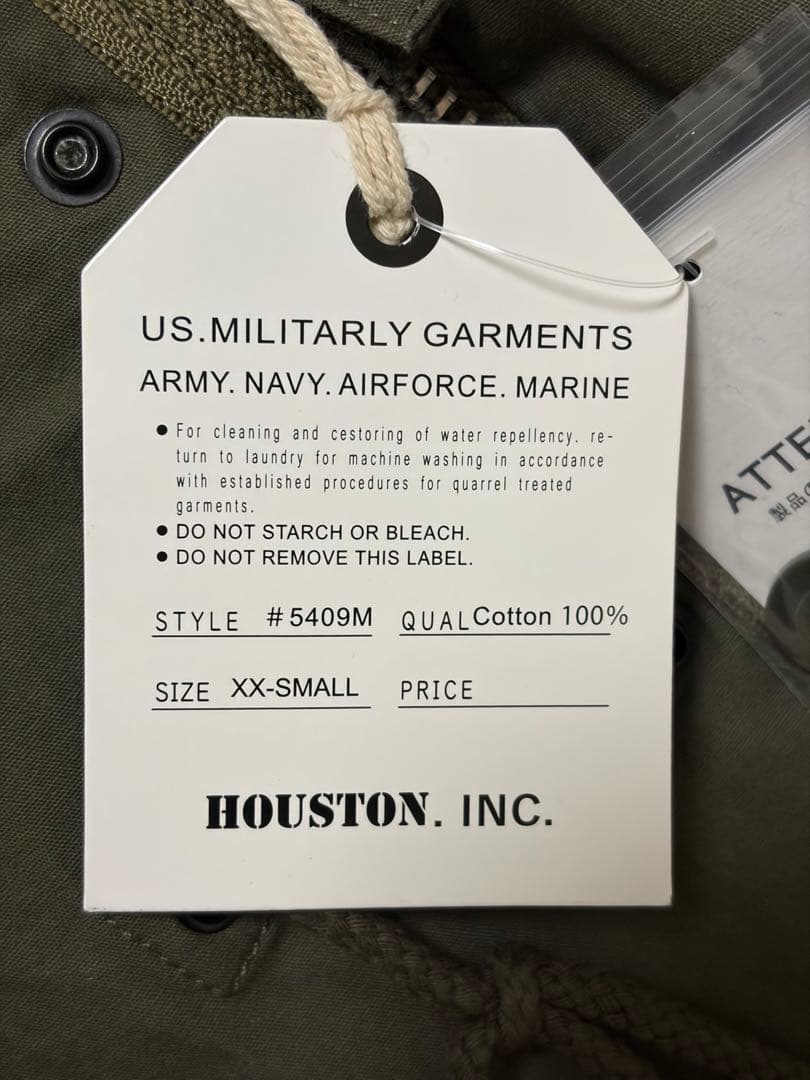 US.MILITARLY GARMENTS
ARMY. NAVY. AIRFORCE. MARINE
● For cleaning and cestoring of water repellency. re-
turn to laundry for machine washing in accordance
with established procedures for quarrel treated
garments.
● DO NOT STARCH OR BLEACH.
● DO NOT REMOVE THIS LABEL.
STYLE #5409M QUAL Cotton 100%
SIZE XX-SMALL PRICE
HOUSTON. INC.
ATTE
製品